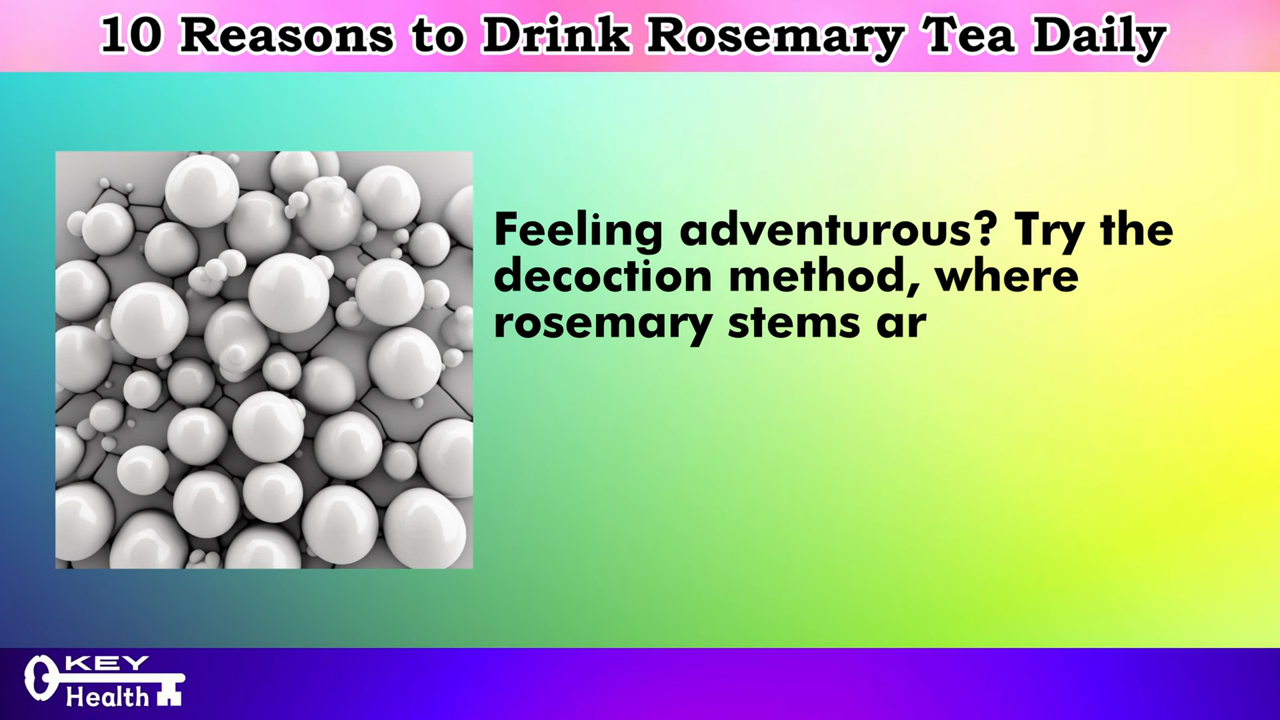 10 Reasons to Drink Rosemary Tea Daily
Feeling adventurous? Try the
decoction method, where
rosemary stems ar
KEY
Health